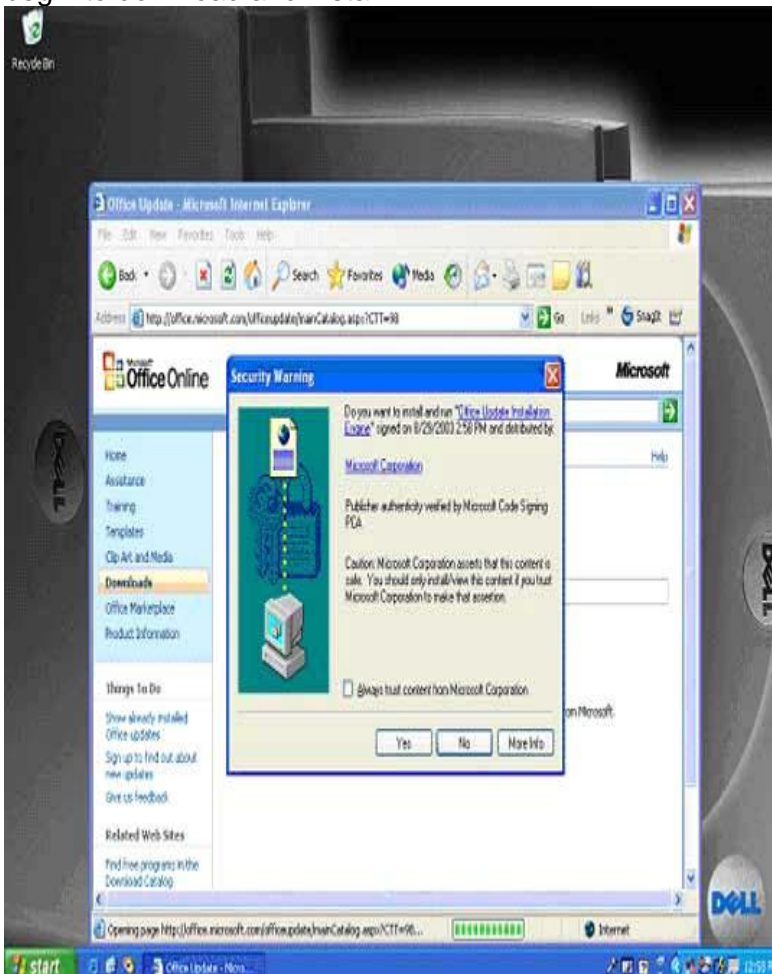 Recycle Bin
Office Update - Microsoft Internet Explorer
File Edit View Favorites Tools Help
Back Search Favorites Media
Address http://office.microsoft.com/officeupdate/mainCatalog.aspx?CTT=98 Go Links » SnagIt
Microsoft
Office Online
Microsoft
Help
Home
Assistance
Training
Templates
Clip Art and Media
Downloads
Office Marketplace
Product Information
Things To Do
Show already installed
Office updates
Sign up to find out about
new updates
Give us feedback
Related Web Sites
Find free programs in the
Download Catalog
Security Warning
Do you want to install and run "Office Update Installation
Engine" signed on 8/29/2003 2:58 PM and distributed by:
Microsoft Corporation
Publisher authenticity verified by Microsoft Code Signing
PCA
Caution: Microsoft Corporation asserts that this content is
safe. You should only install/view this content if you trust
Microsoft Corporation to make that assertion.
Always trust content from Microsoft Corporation
Yes No More Info
on Microsoft.
Opening page http://office.microsoft.com/officeupdate/mainCatalog.aspx?CTT=98... Internet
DELL
DELL
DELL
start Office Update - Micros...